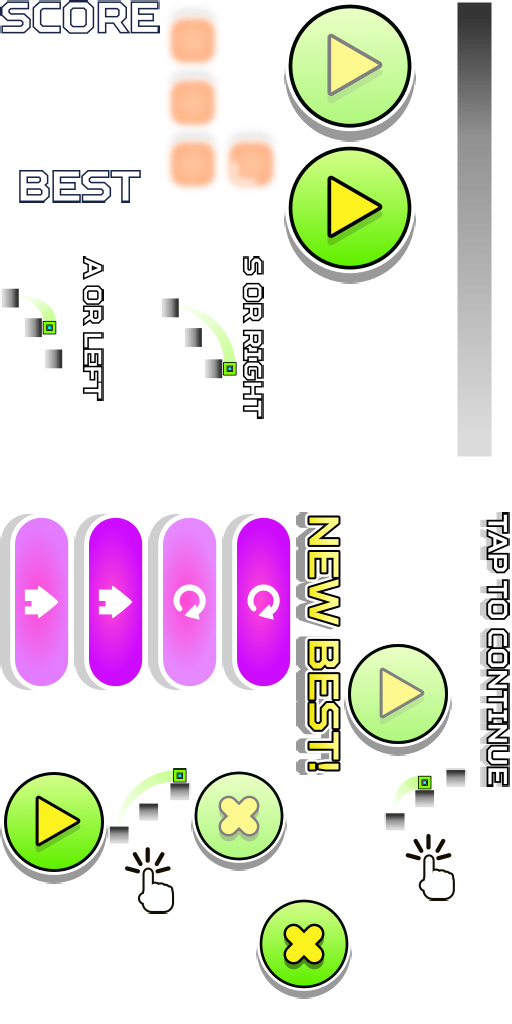 SCORE
BEST
A OR LEFT
S OR RIGHT
NEW BEST!
TAP TO CONTINUE